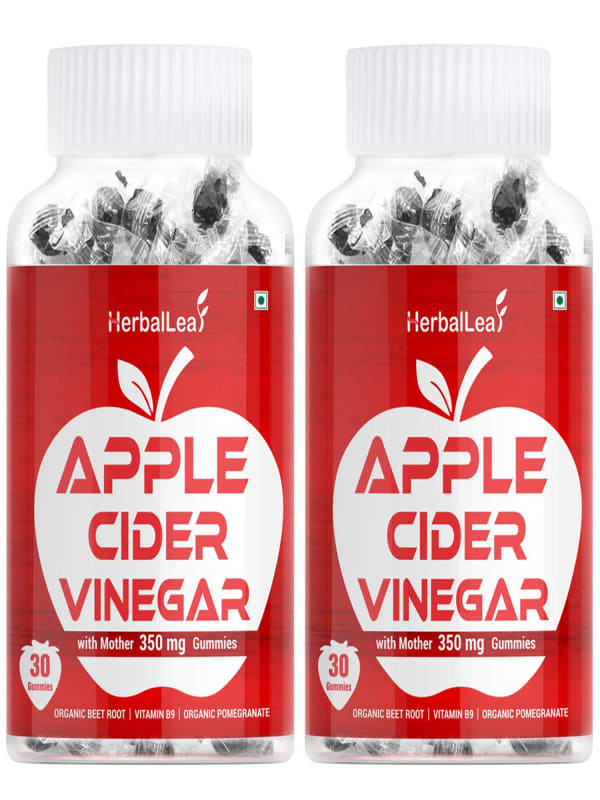 HerbalLeaf
APPLE
CIDER
VINEGAR
with Mother 350 mg Gummies
30
Gummies
ORGANIC BEET ROOT | VITAMIN B9 | ORGANIC POMEGRANATE
HerbalLeaf
APPLE
CIDER
VINEGAR
with Mother 350 mg Gummies
30
Gummies
ORGANIC BEET ROOT | VITAMIN B9 | ORGANIC POMEGRANATE